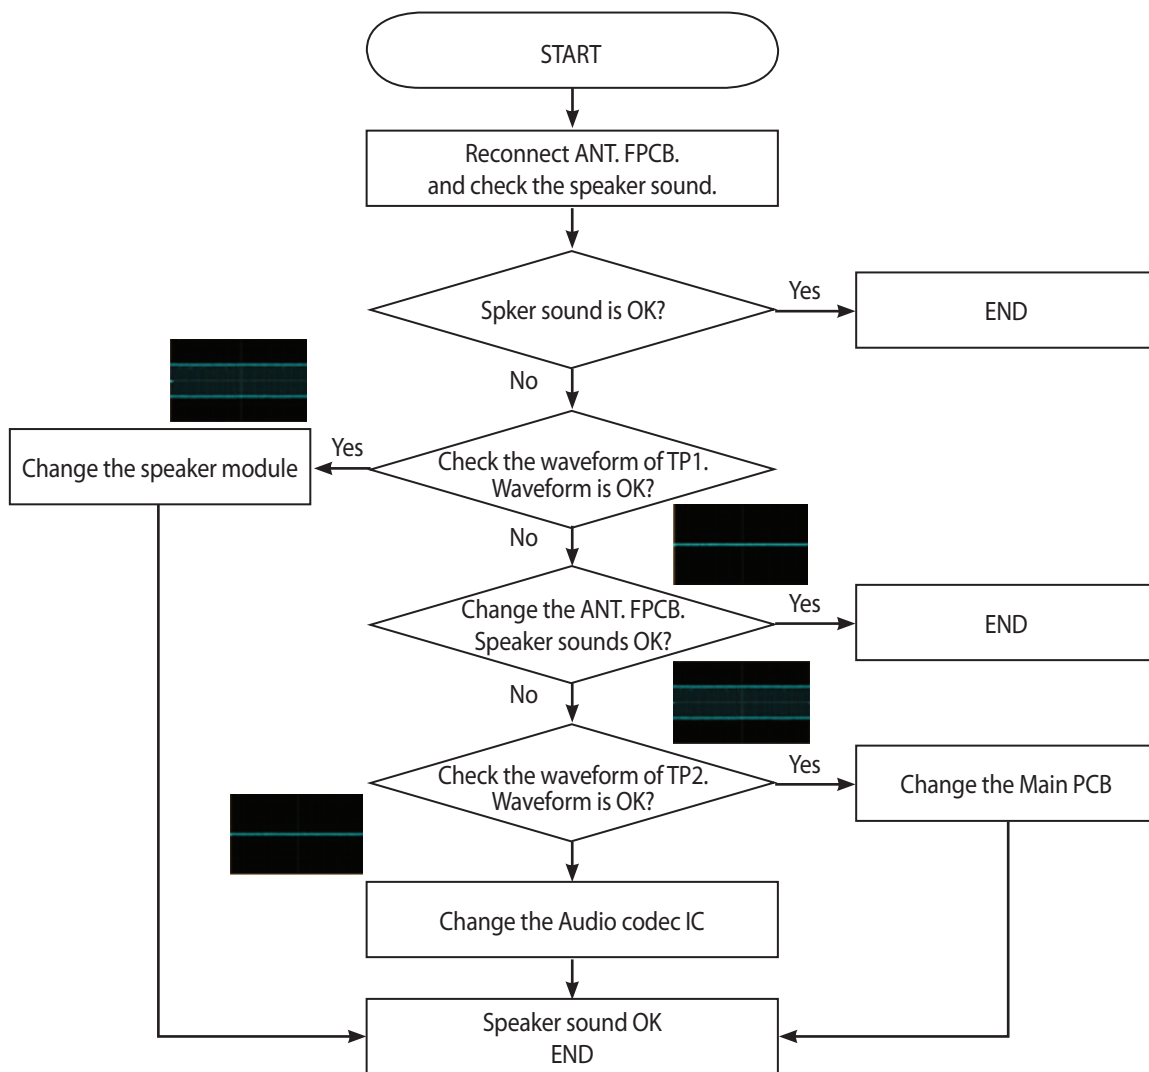 START
Reconnect ANT. FPCB.
and check the speaker sound.
Spker sound is OK?
Yes
END
No
Check the waveform of TP1.
Waveform is OK?
Yes
Change the speaker module
No
Change the ANT. FPCB.
Speaker sounds OK?
Yes
END
No
Check the waveform of TP2.
Waveform is OK?
Yes
Change the Main PCB
Change the Audio codec IC
Speaker sound OK
END